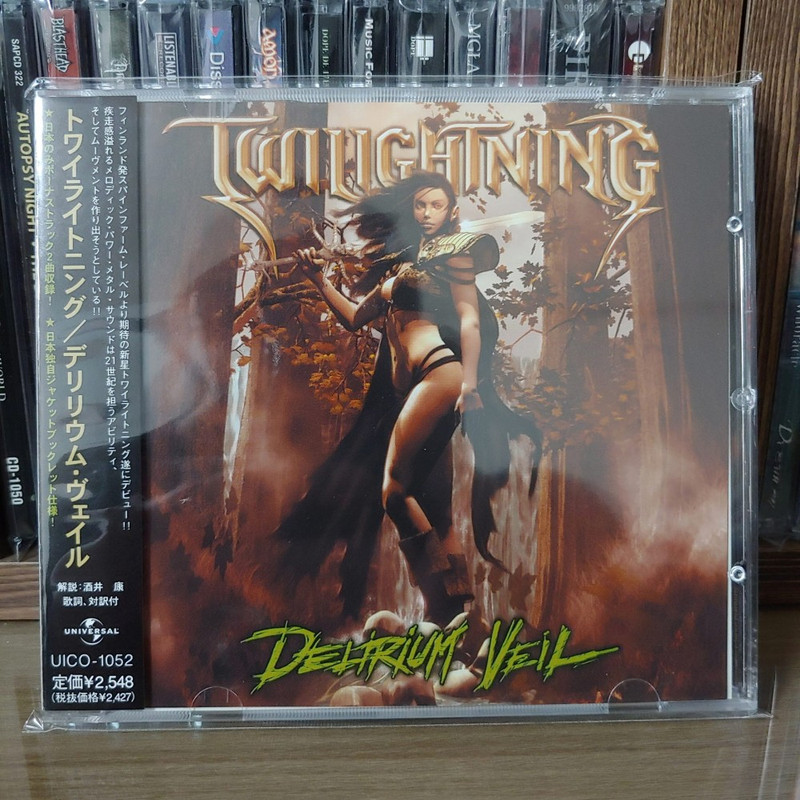 SAPCD 322
BLASTHEAD
LISTENABLE
AUTOPSY NIGHT
CD-1050
TWILIGHTNING
DELIRIUM VEIL
トワイライトニング/デリリウム・ヴェイル
フィンランド発スパインファーム・レーベルより期待の新星トワイライトニング遂にデビュー!!
疾走感溢れるメロディック・パワー・メタル・サウンドは21世紀を担うアビリティ、
そしてムーヴメントを作り出そうとしている!!
★日本のみボーナストラック2曲収録! ★日本独自ジャケットブックレット仕様!
解説:酒井 康
歌詞、対訳付
UNIVERSAL
UICO-1052
定価¥2,548
(税抜価格¥2,427)